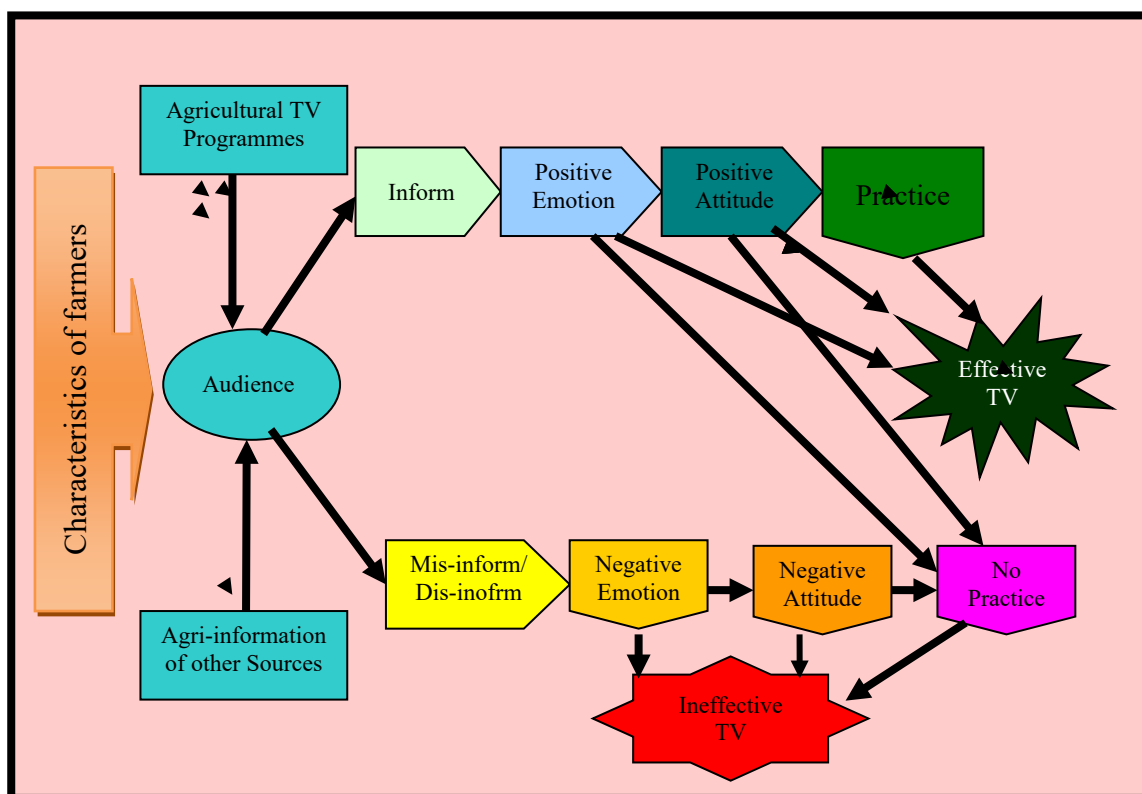 Agricultural TV
Programmes
Characteristics of farmers
Inform
Positive
Emotion
Positive
Attitude
Practice
Audience
Effective
TV
Mis-inform/
Dis-inofrm
Negative
Emotion
Negative
Attitude
No
Practice
Agri-information
of other Sources
Ineffective
TV